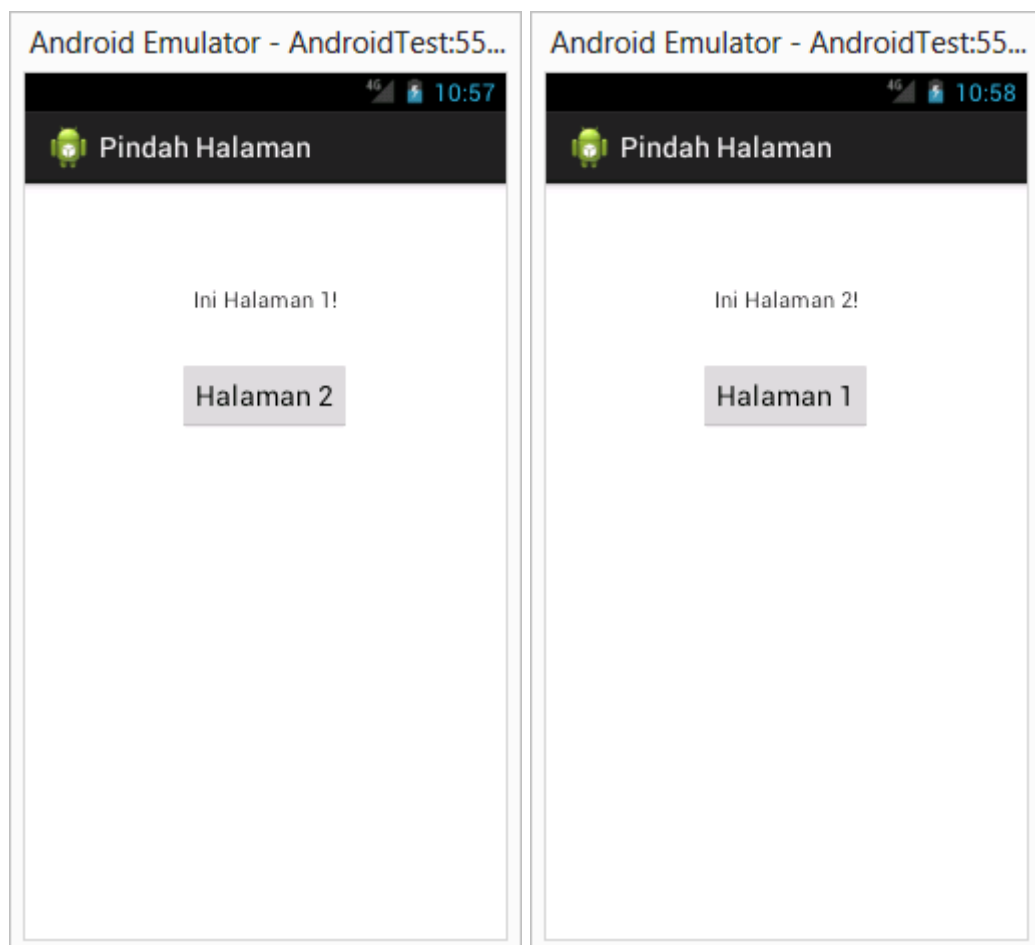 Android Emulator - AndroidTest:55...
4G 10:57
Pindah Halaman
Ini Halaman 1!
Halaman 2
Android Emulator - AndroidTest:55...
4G 10:58
Pindah Halaman
Ini Halaman 2!
Halaman 1